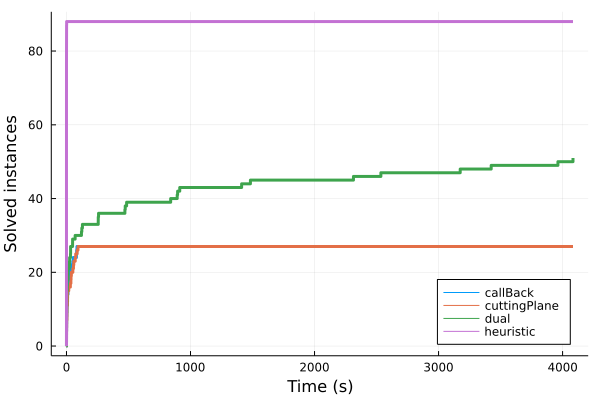 Solved instances
80
60
40
20
0
0 1000 2000 3000 4000
Time (s)
callBack
cuttingPlane
dual
heuristic